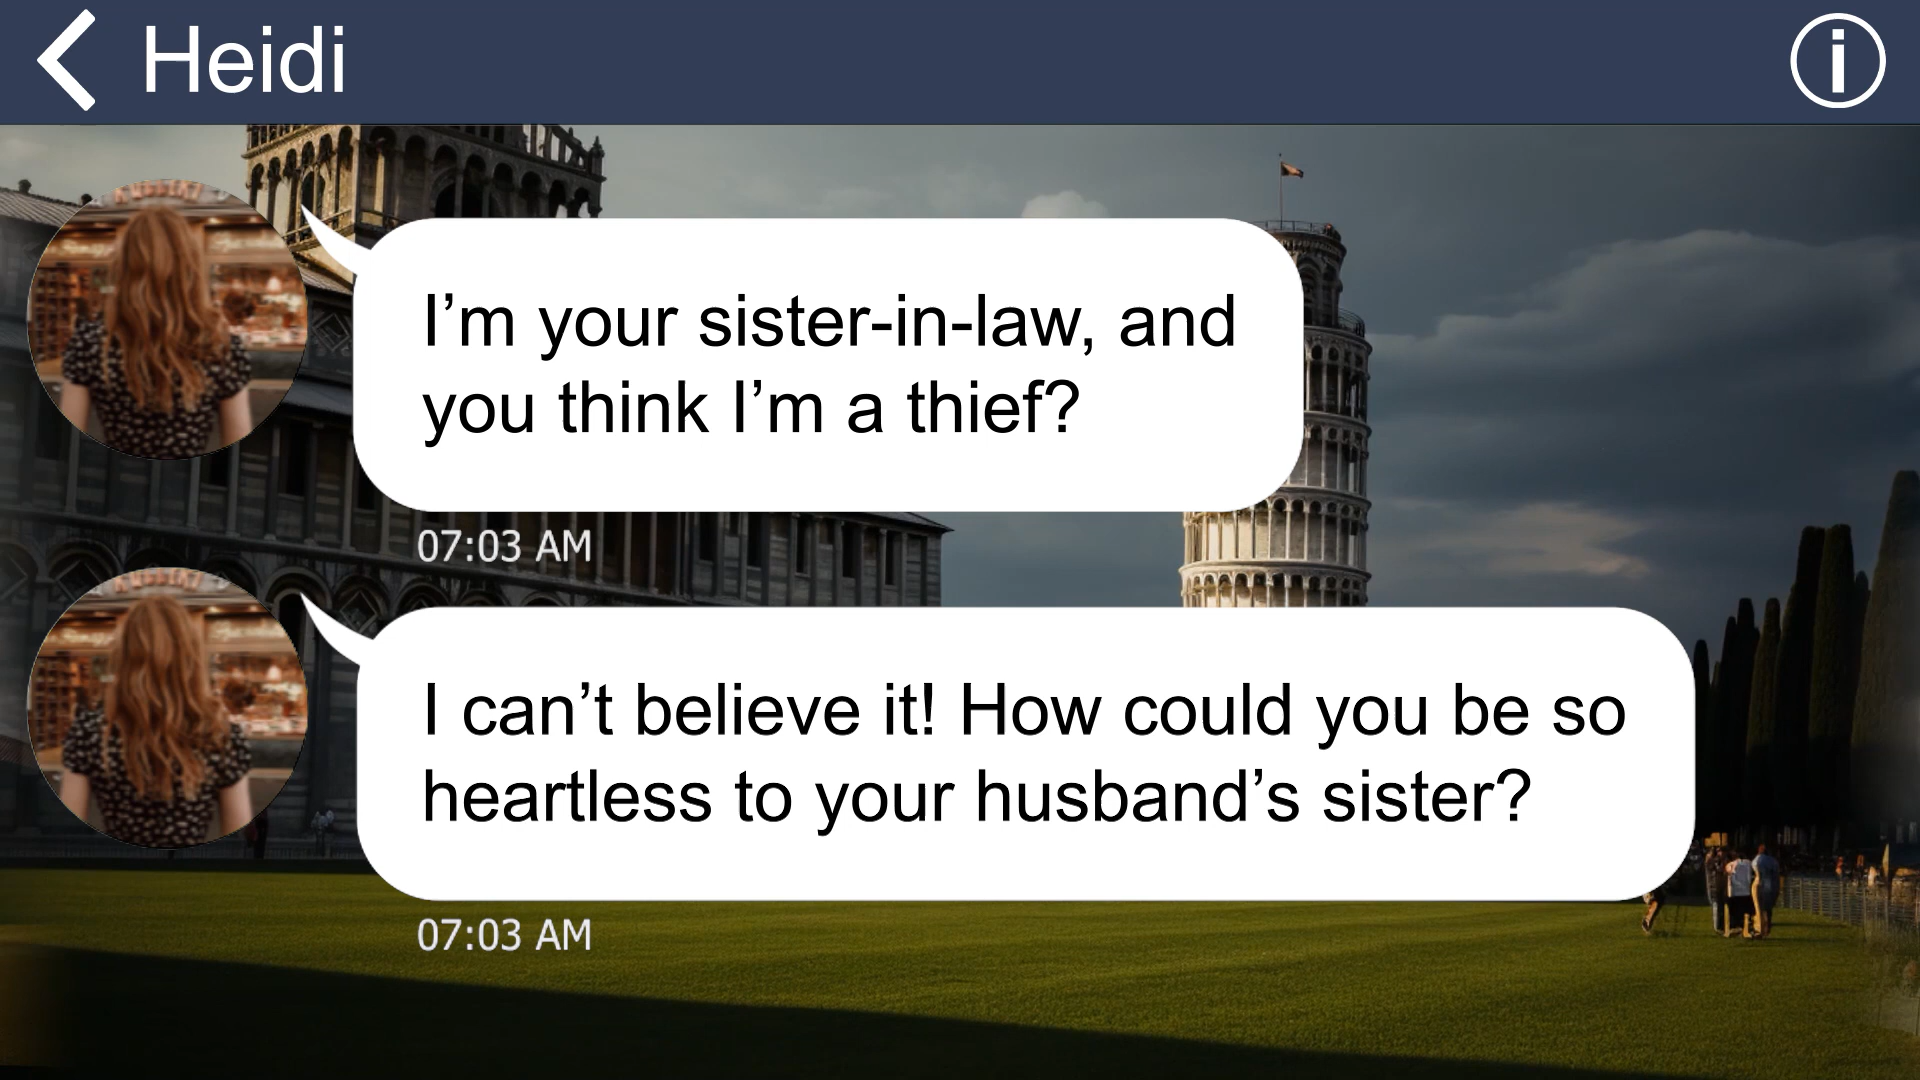 Heidi
I’m your sister-in-law, and
you think I’m a thief?
07:03 AM
I can’t believe it! How could you be so
heartless to your husband’s sister?
07:03 AM